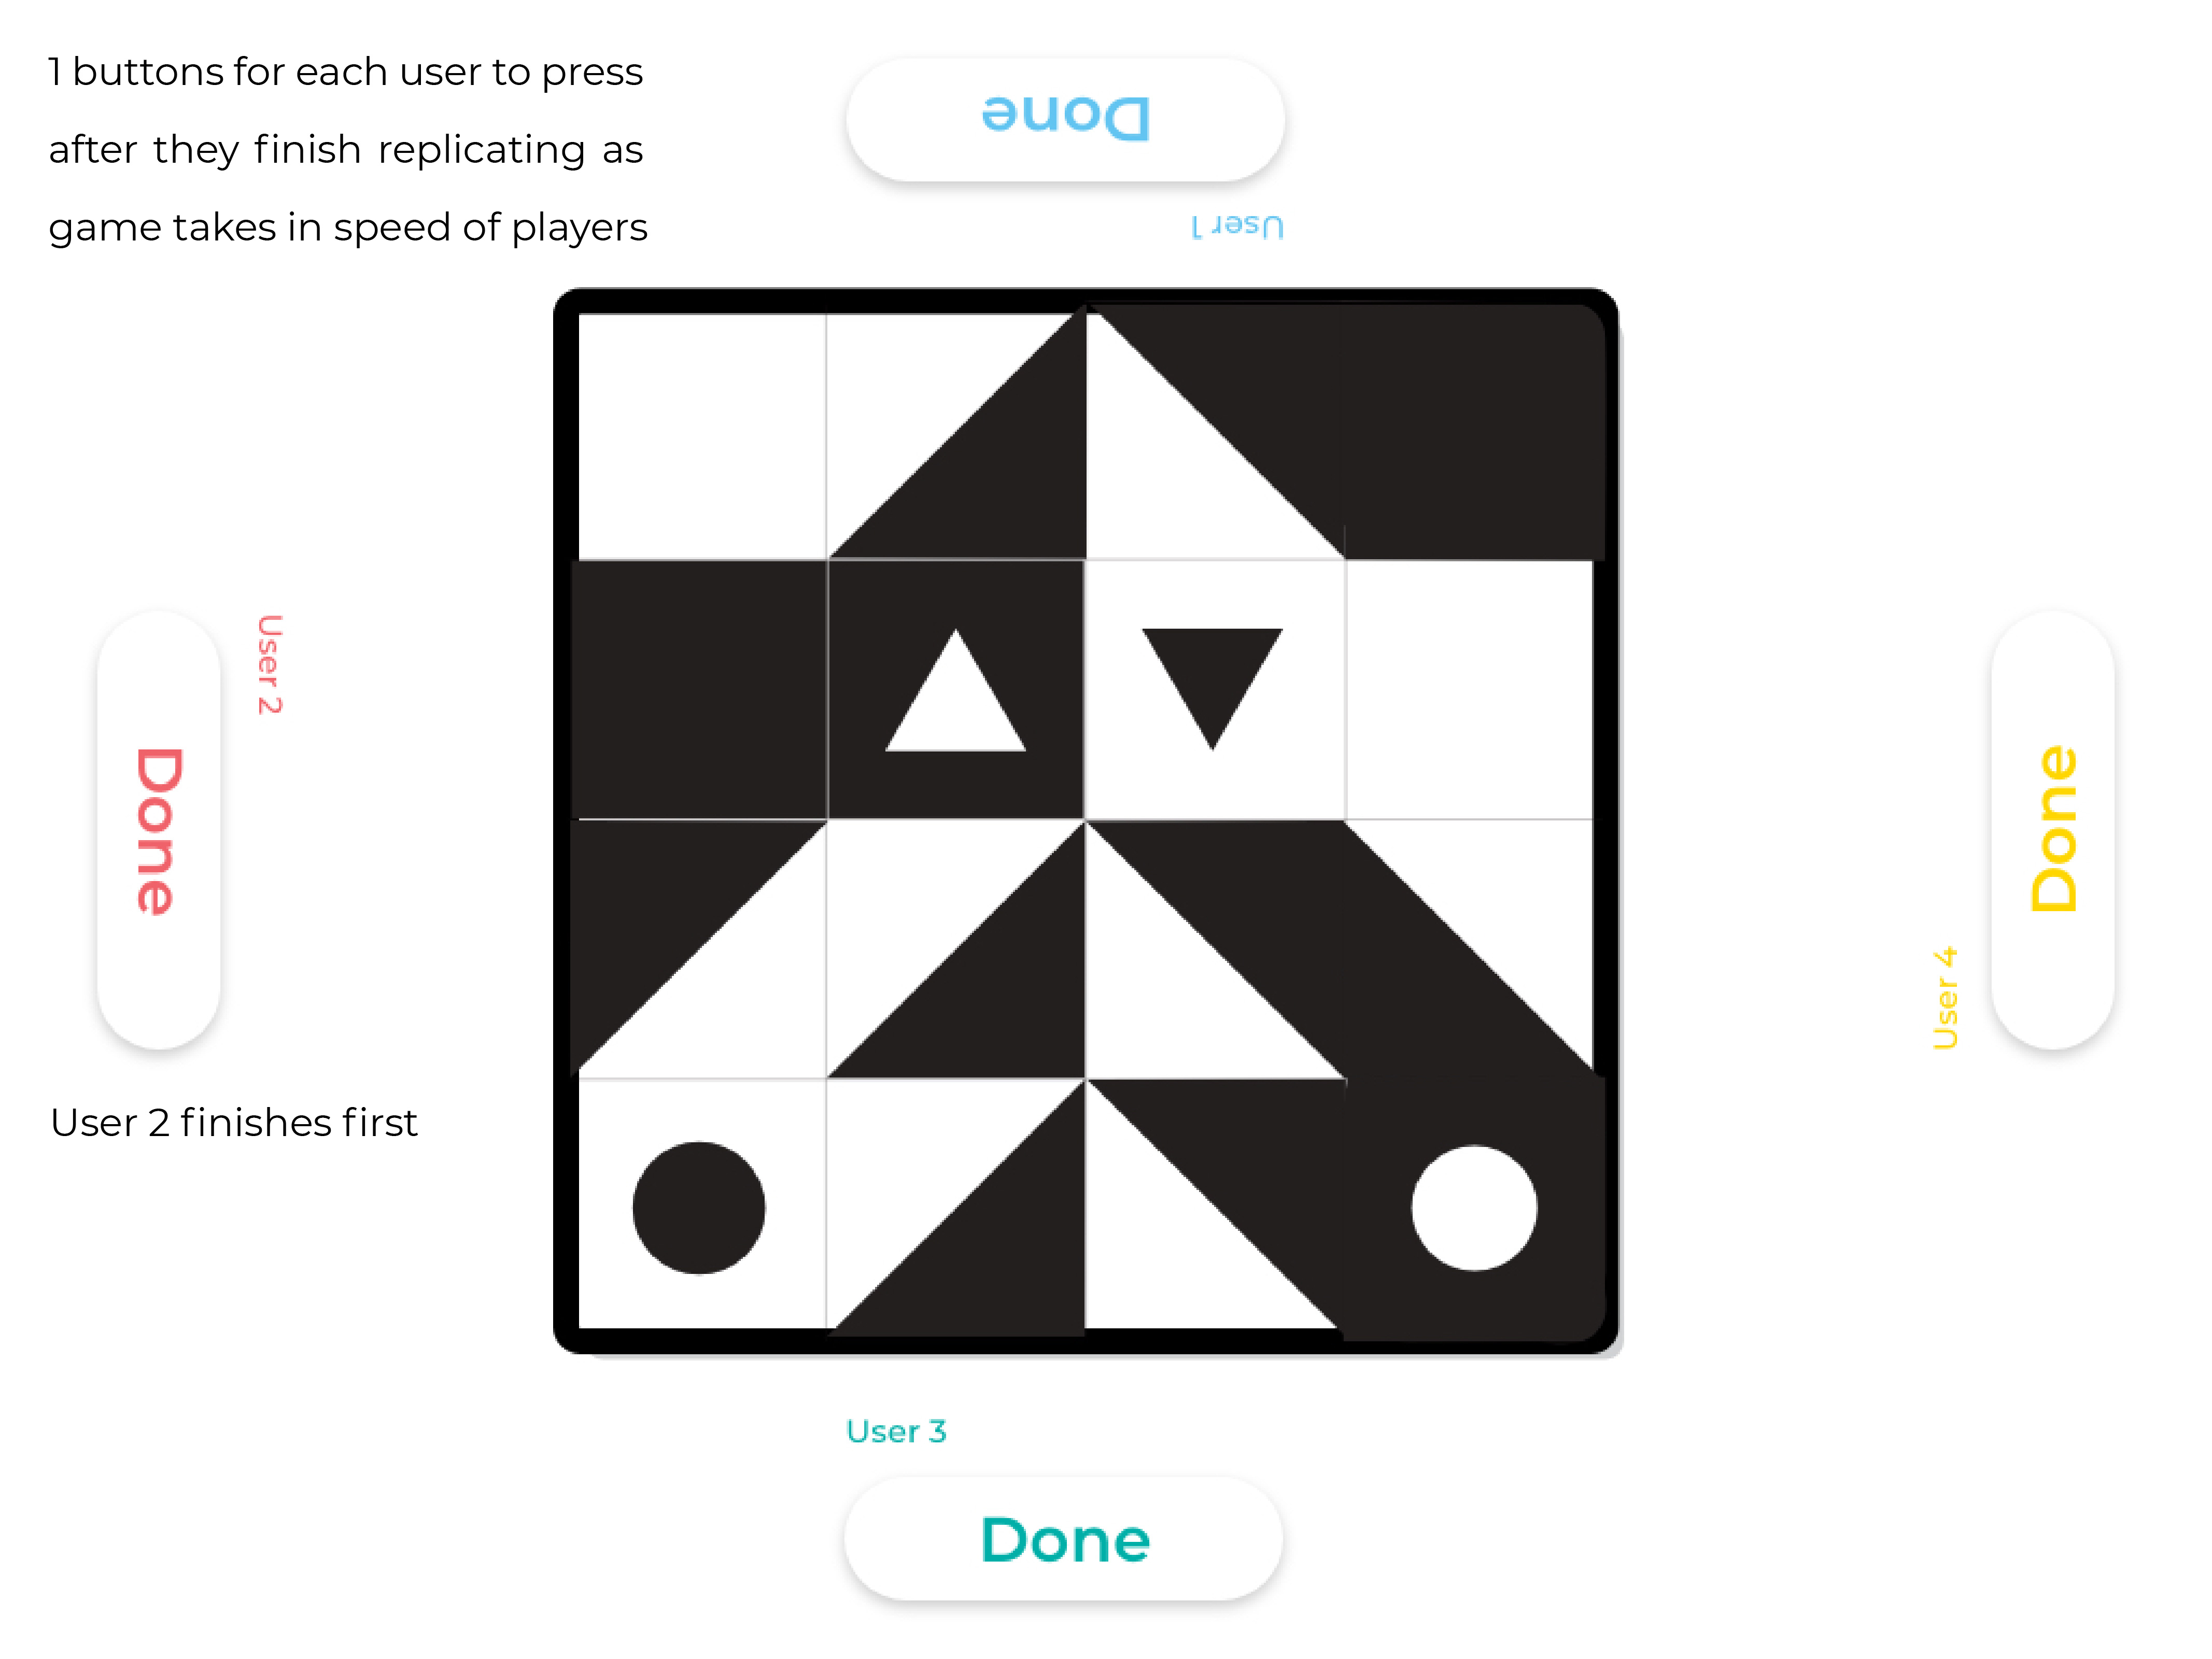 1 buttons for each user to press
after they finish replicating as
game takes in speed of players
Done
User 1
User 2
Done
Done
User 4
User 2 finishes first
User 3
Done